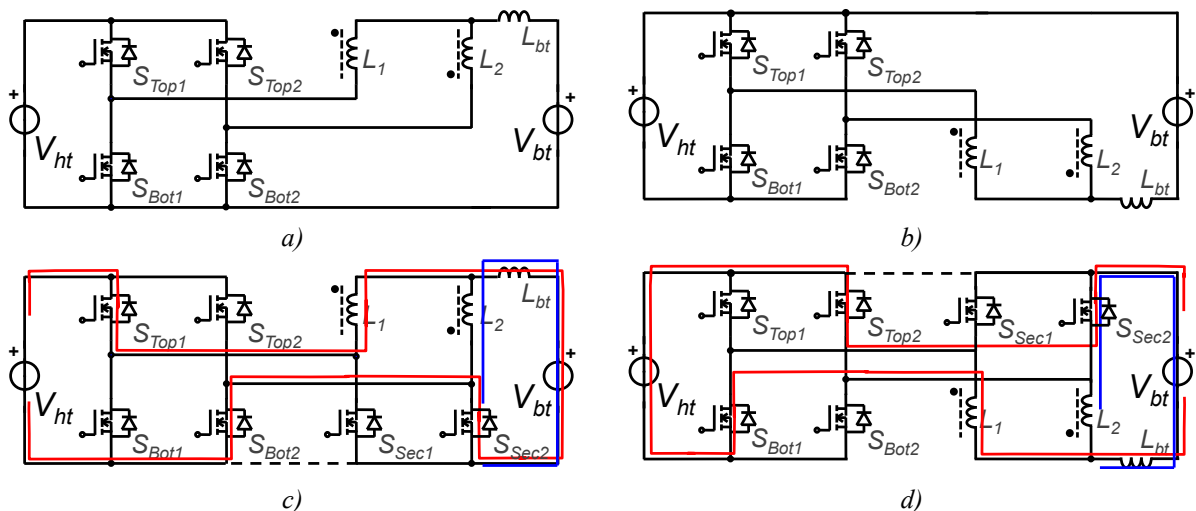 L_bt
S_Top1 S_Top2 L_1 L_2
+ V_ht V_bt +
S_Bot1 S_Bot2
a)
S_Top1 S_Top2
+ V_ht V_bt +
L_1 L_2
S_Bot1 S_Bot2 L_bt
b)
L_bt
S_Top1 S_Top2 L_1 L_2
+ V_ht V_bt +
S_Bot1 S_Bot2 S_Sec1 S_Sec2
c)
S_Top1 S_Top2 S_Sec1 S_Sec2
+ V_ht V_bt +
L_1 L_2
S_Bot1 S_Bot2 L_bt
d)